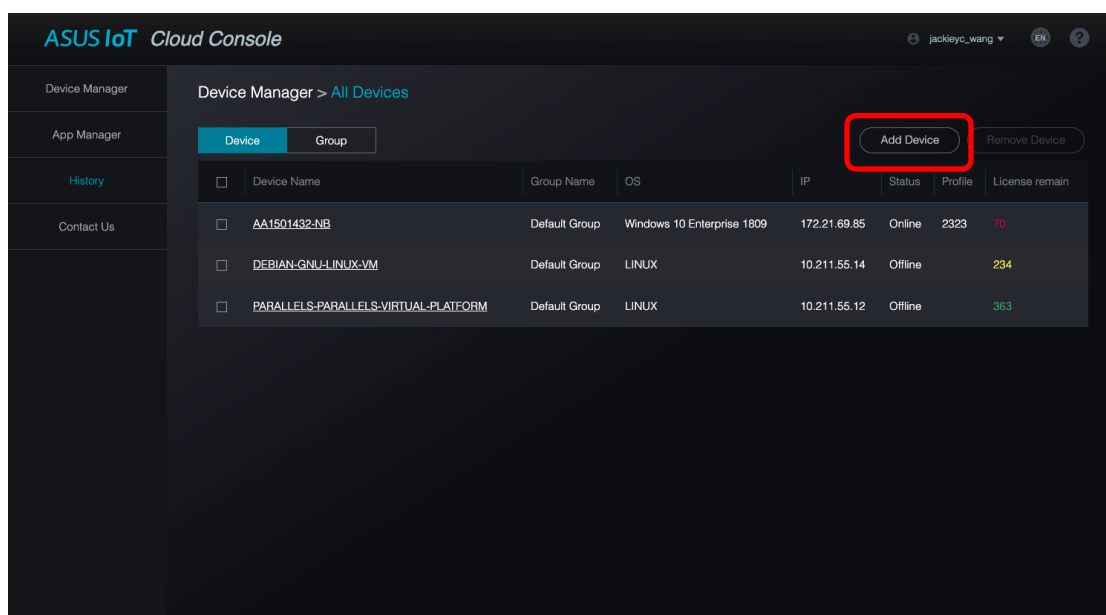 ASUS IoT Cloud Console
jackieyc_wang
EN
?
Device Manager
App Manager
History
Contact Us
Device Manager > All Devices
Device Group
Add Device Remove Device
Device Name Group Name OS IP Status Profile License remain
AA1501432-NB Default Group Windows 10 Enterprise 1809 172.21.69.85 Online 2323 70
DEBIAN-GNU-LINUX-VM Default Group LINUX 10.211.55.14 Offline 234
PARALLELS-PARALLELS-VIRTUAL-PLATFORM Default Group LINUX 10.211.55.12 Offline 363